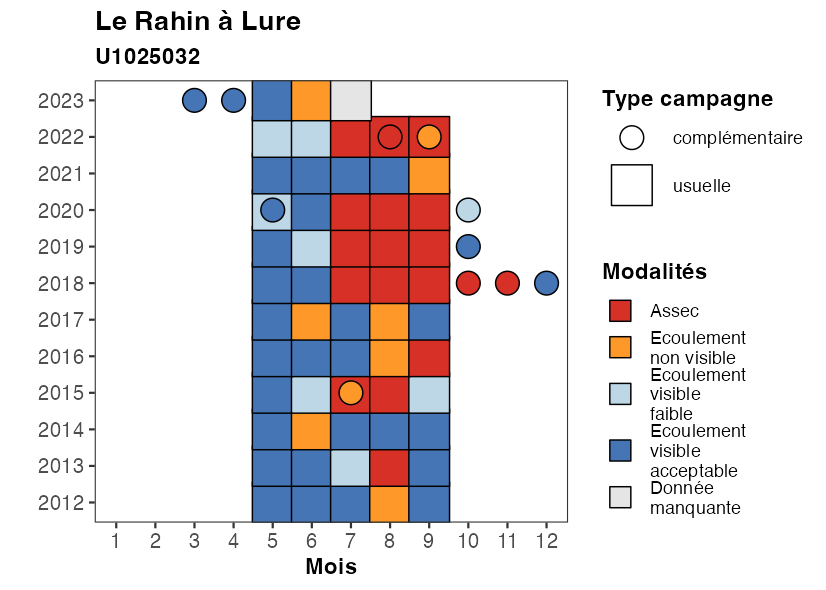 Le Rahin à Lure
U1025032
2023
2022
2021
2020
2019
2018
2017
2016
2015
2014
2013
2012
1 2 3 4 5 6 7 8 9 10 11 12
Mois
Type campagne
complémentaire
usuelle
Modalités
Assec
Ecoulement
non visible
Ecoulement
visible
faible
Ecoulement
visible
acceptable
Donnée
manquante